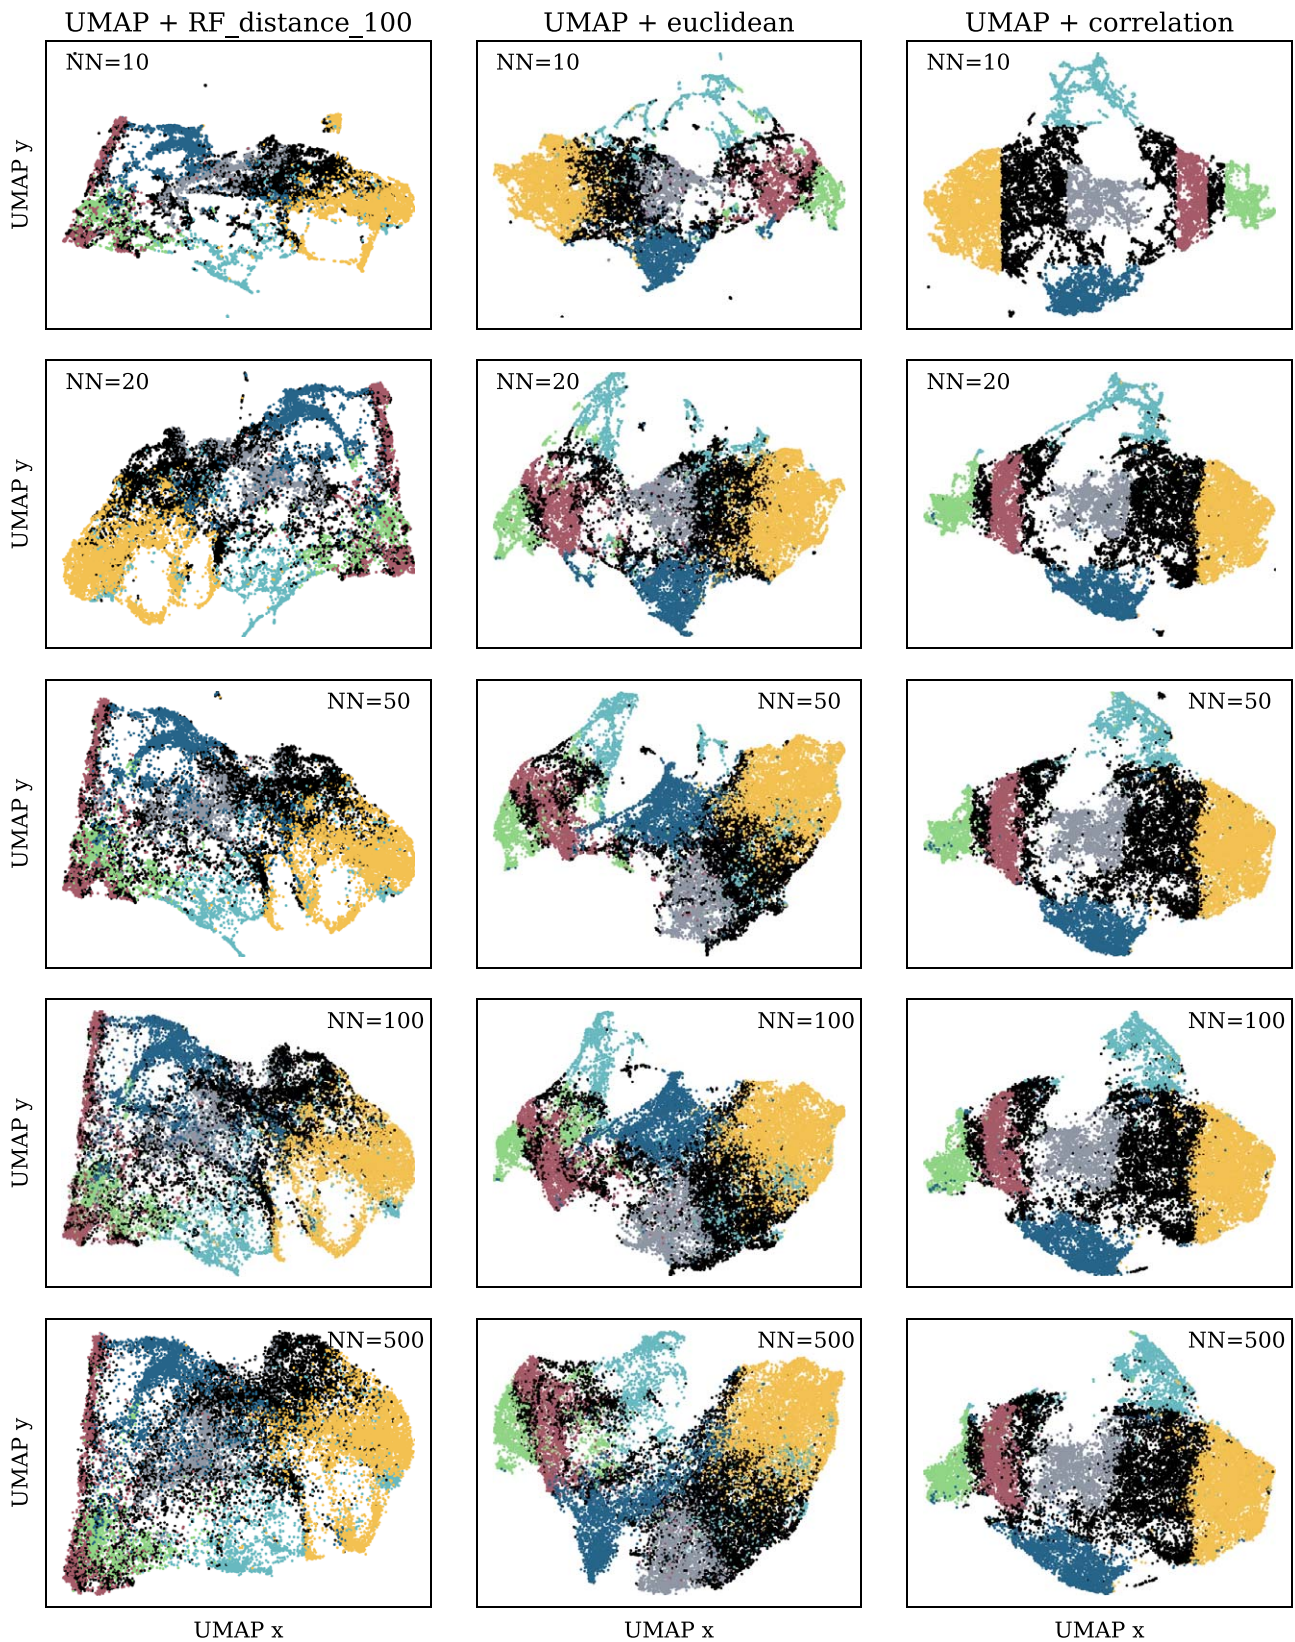 UMAP + RF_distance_100
UMAP + euclidean
UMAP + correlation
UMAP y
NN=10
NN=10
NN=10
UMAP y
NN=20
NN=20
NN=20
UMAP y
NN=50
NN=50
NN=50
UMAP y
NN=100
NN=100
NN=100
UMAP y
NN=500
NN=500
NN=500
UMAP x
UMAP x
UMAP x